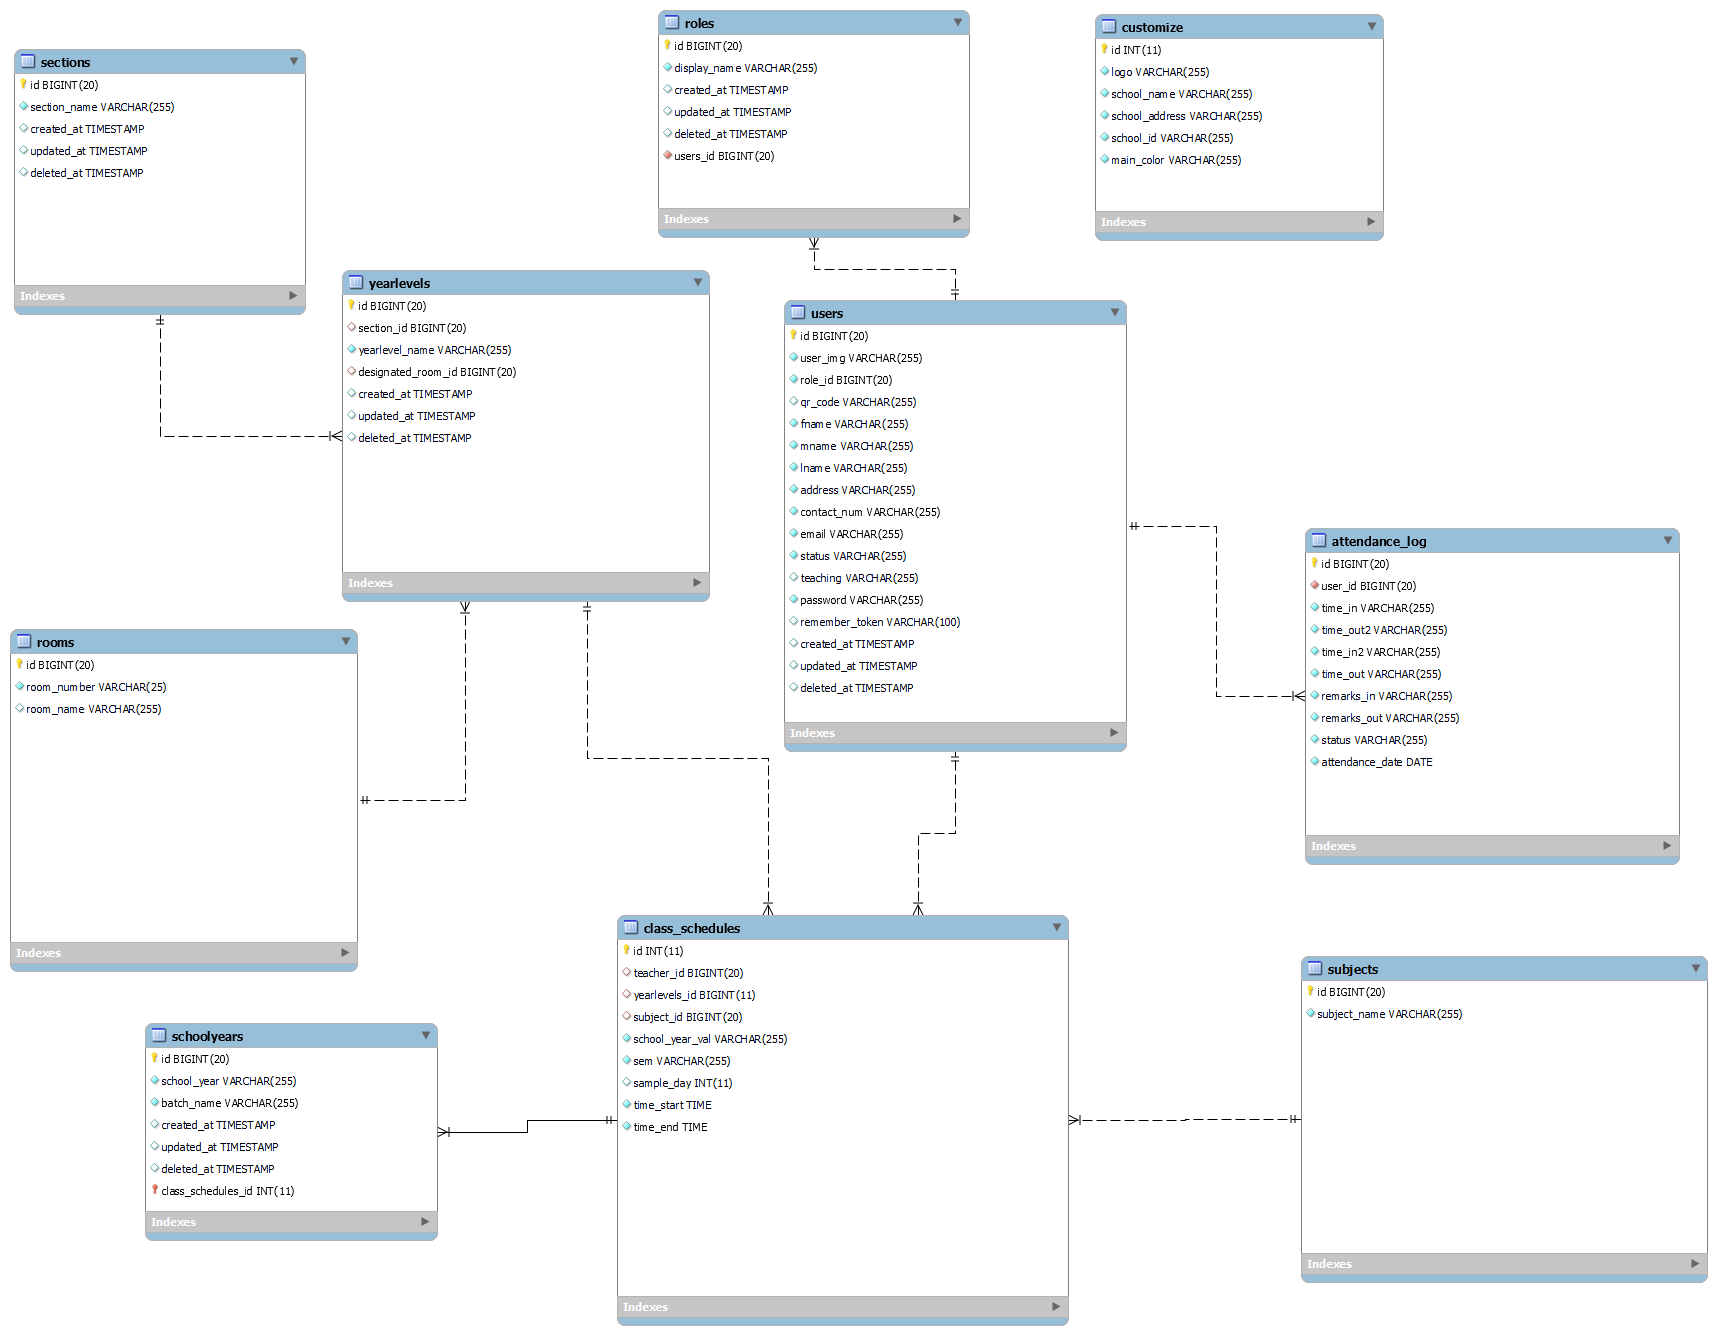 sections
id BIGINT(20)
section_name VARCHAR(255)
created_at TIMESTAMP
updated_at TIMESTAMP
deleted_at TIMESTAMP
Indexes
roles
id BIGINT(20)
display_name VARCHAR(255)
created_at TIMESTAMP
updated_at TIMESTAMP
deleted_at TIMESTAMP
users_id BIGINT(20)
Indexes
customize
id INT(11)
logo VARCHAR(255)
school_name VARCHAR(255)
school_address VARCHAR(255)
school_id VARCHAR(255)
main_color VARCHAR(255)
Indexes
yearlevels
id BIGINT(20)
section_id BIGINT(20)
yearlevel_name VARCHAR(255)
designated_room_id BIGINT(20)
created_at TIMESTAMP
updated_at TIMESTAMP
deleted_at TIMESTAMP
Indexes
users
id BIGINT(20)
user_img VARCHAR(255)
role_id BIGINT(20)
qr_code VARCHAR(255)
fname VARCHAR(255)
mname VARCHAR(255)
lname VARCHAR(255)
address VARCHAR(255)
contact_num VARCHAR(255)
email VARCHAR(255)
status VARCHAR(255)
teaching VARCHAR(255)
password VARCHAR(255)
remember_token VARCHAR(100)
created_at TIMESTAMP
updated_at TIMESTAMP
deleted_at TIMESTAMP
Indexes
attendance_log
id BIGINT(20)
user_id BIGINT(20)
time_in VARCHAR(255)
time_out2 VARCHAR(255)
time_in2 VARCHAR(255)
time_out VARCHAR(255)
remarks_in VARCHAR(255)
remarks_out VARCHAR(255)
status VARCHAR(255)
attendance_date DATE
Indexes
rooms
id BIGINT(20)
room_number VARCHAR(25)
room_name VARCHAR(255)
Indexes
class_schedules
id INT(11)
teacher_id BIGINT(20)
yearlevels_id BIGINT(11)
subject_id BIGINT(20)
school_year_val VARCHAR(255)
sem VARCHAR(255)
sample_day INT(11)
time_start TIME
time_end TIME
Indexes
subjects
id BIGINT(20)
subject_name VARCHAR(255)
Indexes
schoolyears
id BIGINT(20)
school_year VARCHAR(255)
batch_name VARCHAR(255)
created_at TIMESTAMP
updated_at TIMESTAMP
deleted_at TIMESTAMP
class_schedules_id INT(11)
Indexes